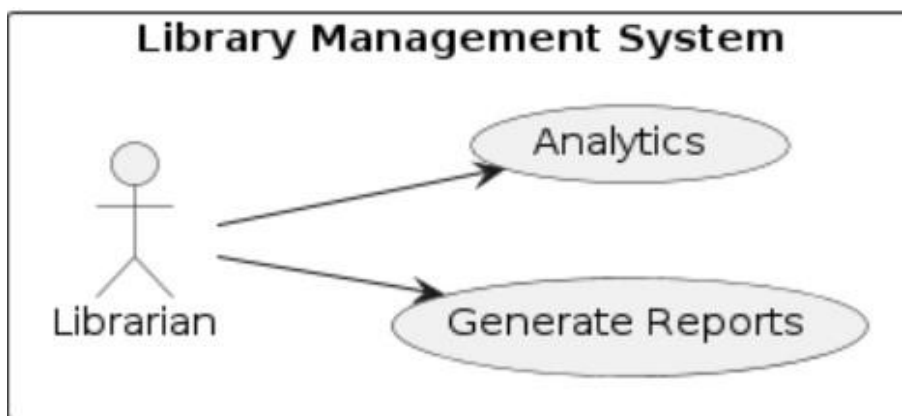 Library Management System
Analytics
Librarian
Generate Reports